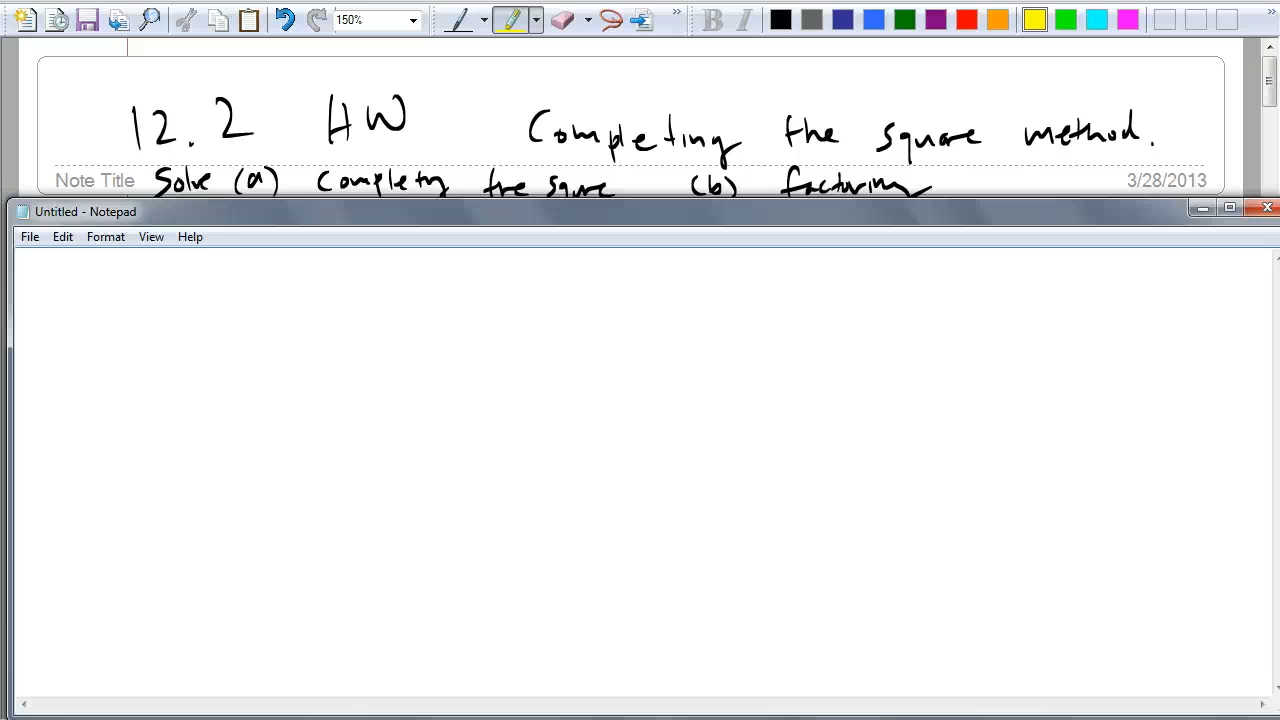 150%
B I
12.2 HW Completing the square method.
Note Title Solve (a) completing the square (b) factoring 3/28/2013
Untitled - Notepad
File Edit Format View Help